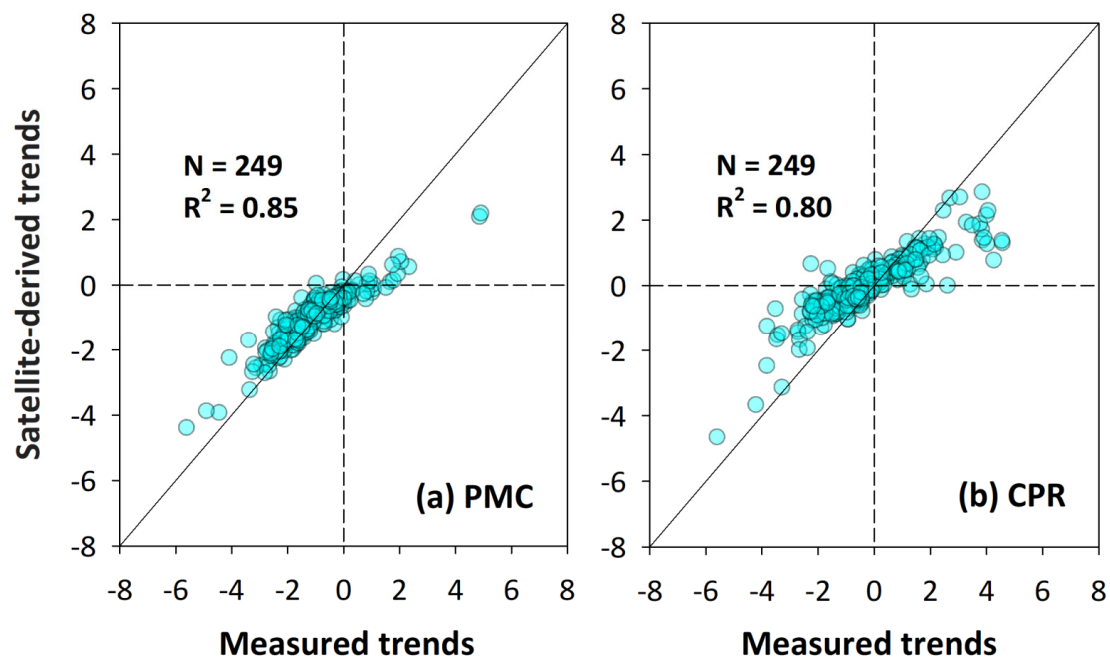 Satellite-derived trends
8
6
4
2
0
-2
-4
-6
-8
N = 249
R² = 0.85
(a) PMC
-8 -6 -4 -2 0 2 4 6 8
Measured trends
8
6
4
2
0
-2
-4
-6
-8
N = 249
R² = 0.80
(b) CPR
-8 -6 -4 -2 0 2 4 6 8
Measured trends